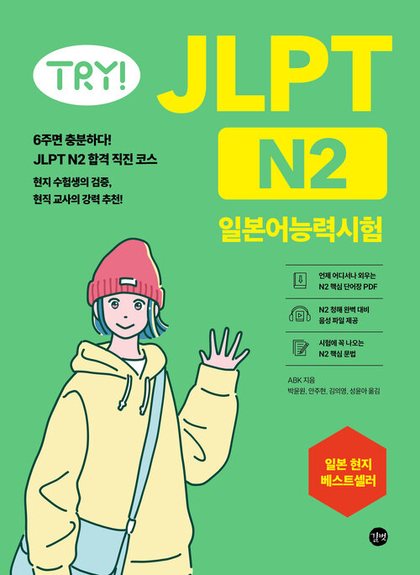 TRY!
JLPT
N2
일본어능력시험
6주면 충분하다!
JLPT N2 합격 직진 코스
현지 수험생의 검증,
현직 교사의 강력 추천!
언제 어디서나 외우는
N2 핵심 단어장 PDF
N2 청해 완벽 대비
음성 파일 제공
시험에 꼭 나오는
N2 핵심 문법
ABK 지음
박윤원, 안주현, 김의영, 성윤아 옮김
일본 현지
베스트셀러
길벗